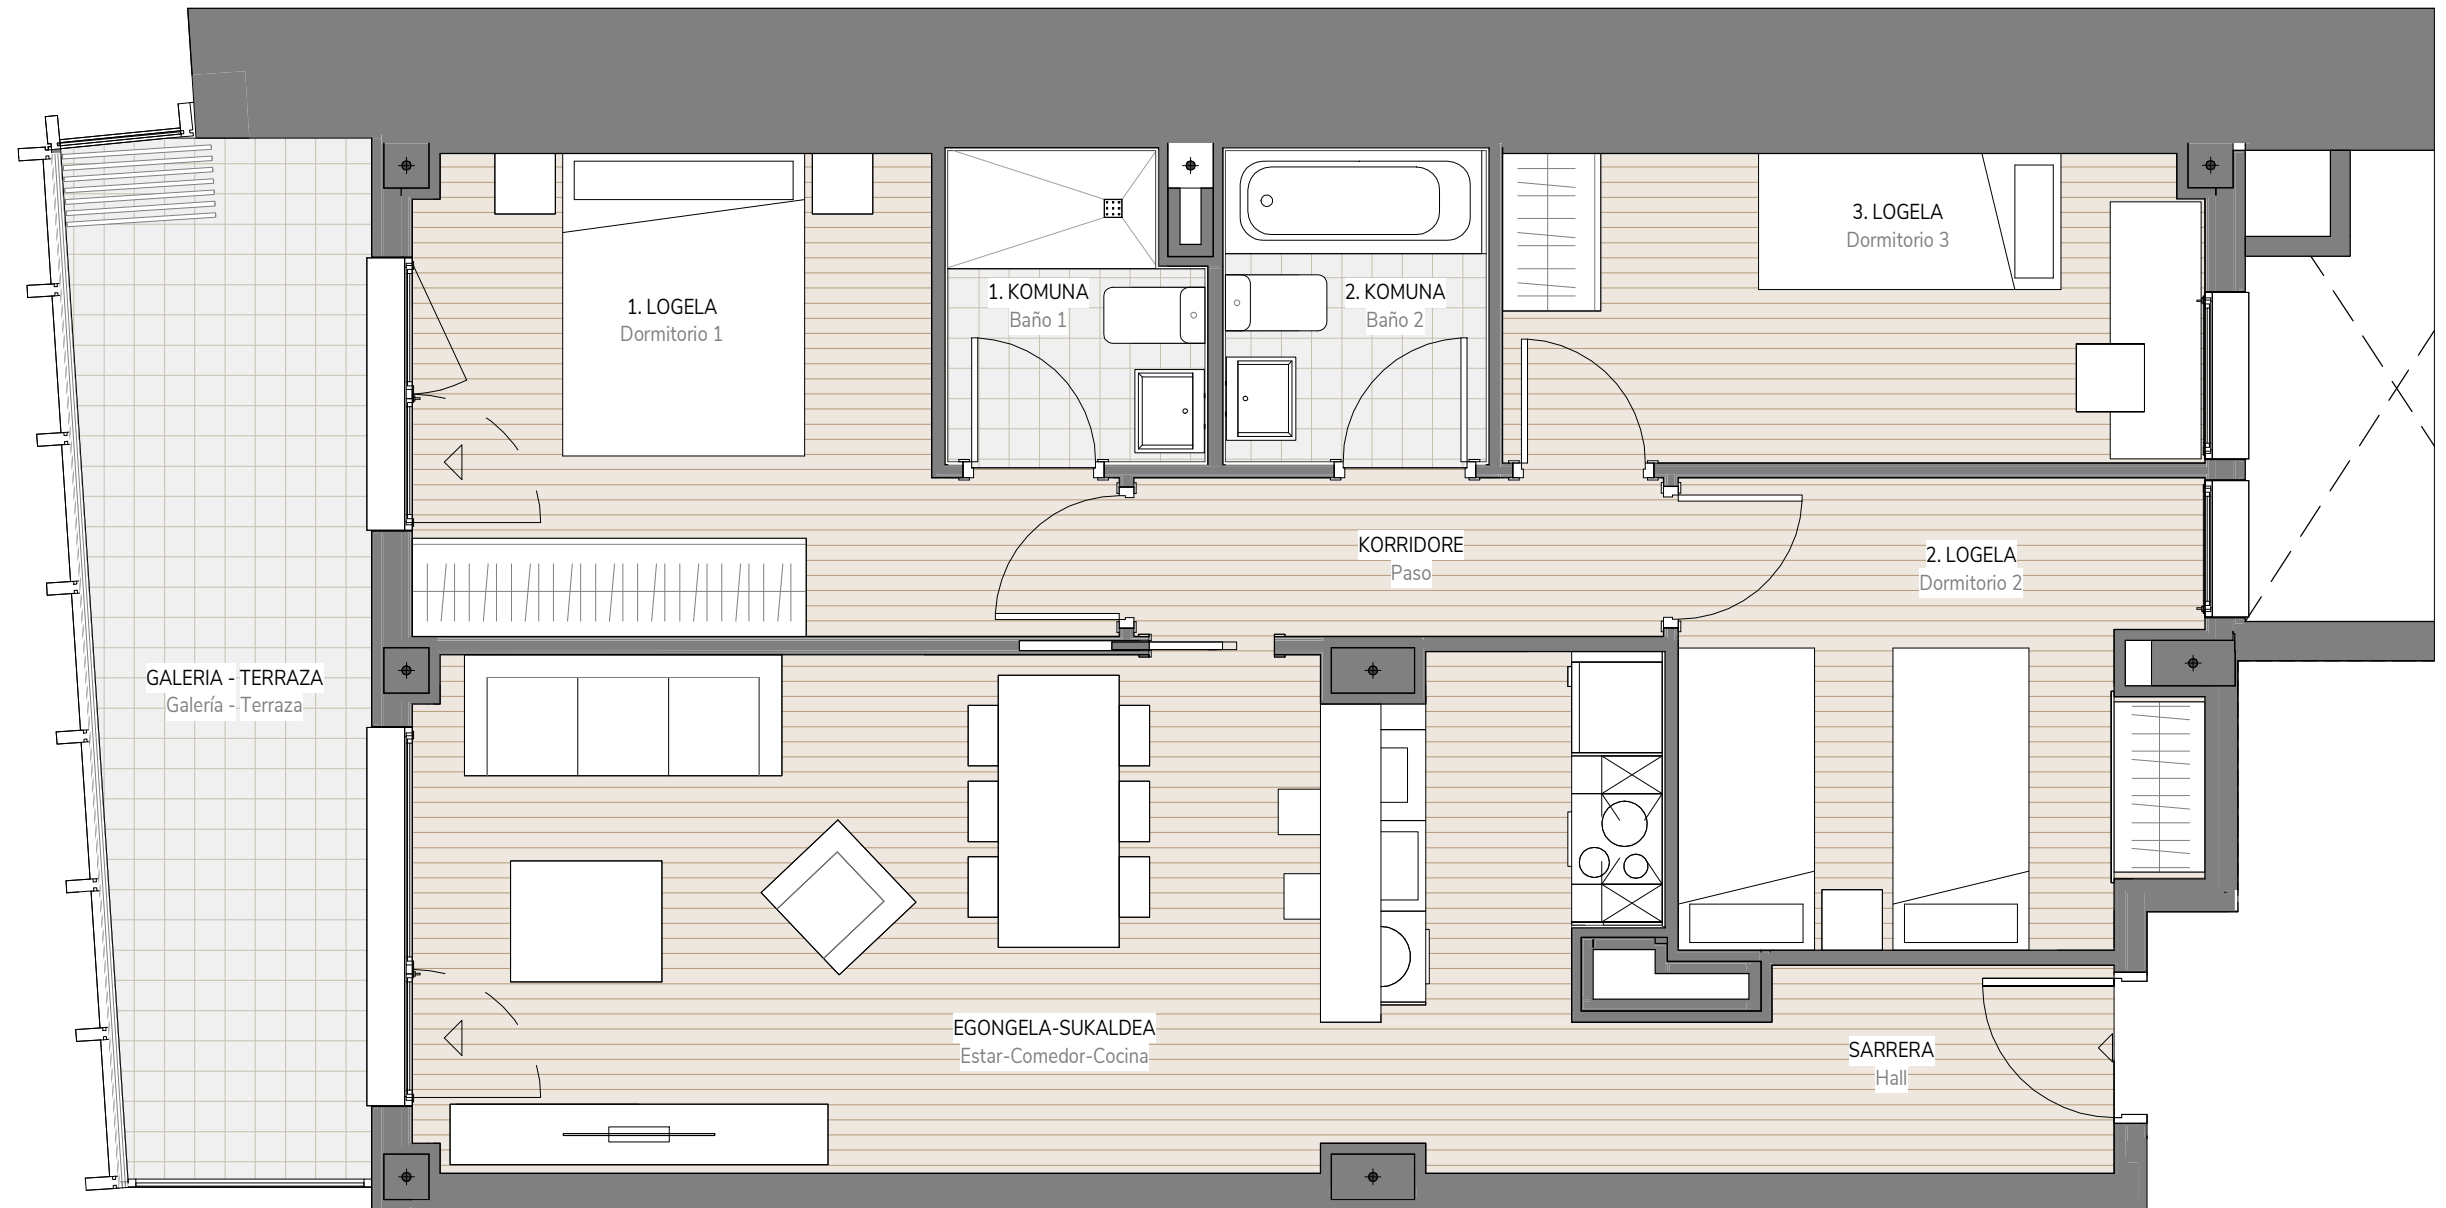 3. LOGELA
Dormitorio 3
1. KOMUNA
Baño 1
2. KOMUNA
Baño 2
1. LOGELA
Dormitorio 1
KORRIDORE
Paso
2. LOGELA
Dormitorio 2
GALERIA - TERRAZA
Galería - Terraza
EGONGELA-SUKALDEA
Estar-Comedor-Cocina
SARRERA
Hall